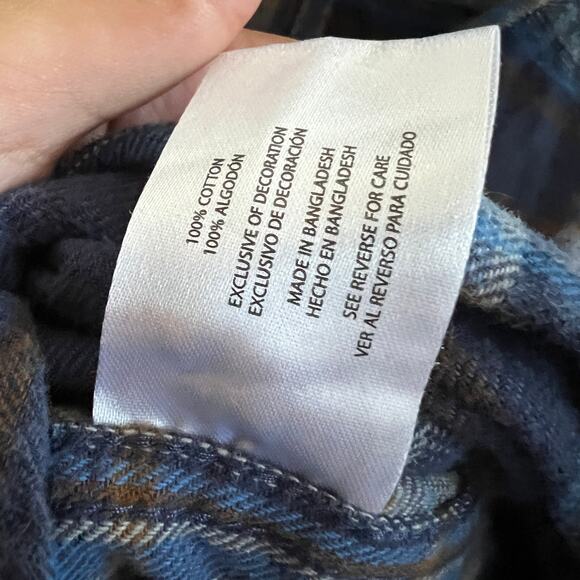 100% COTTON
100% ALGODÓN
EXCLUSIVE OF DECORATION
EXCLUSIVO DE DECORACIÓN
MADE IN BANGLADESH
HECHO EN BANGLADESH
SEE REVERSE FOR CARE
VER AL REVERSO PARA CUIDADO